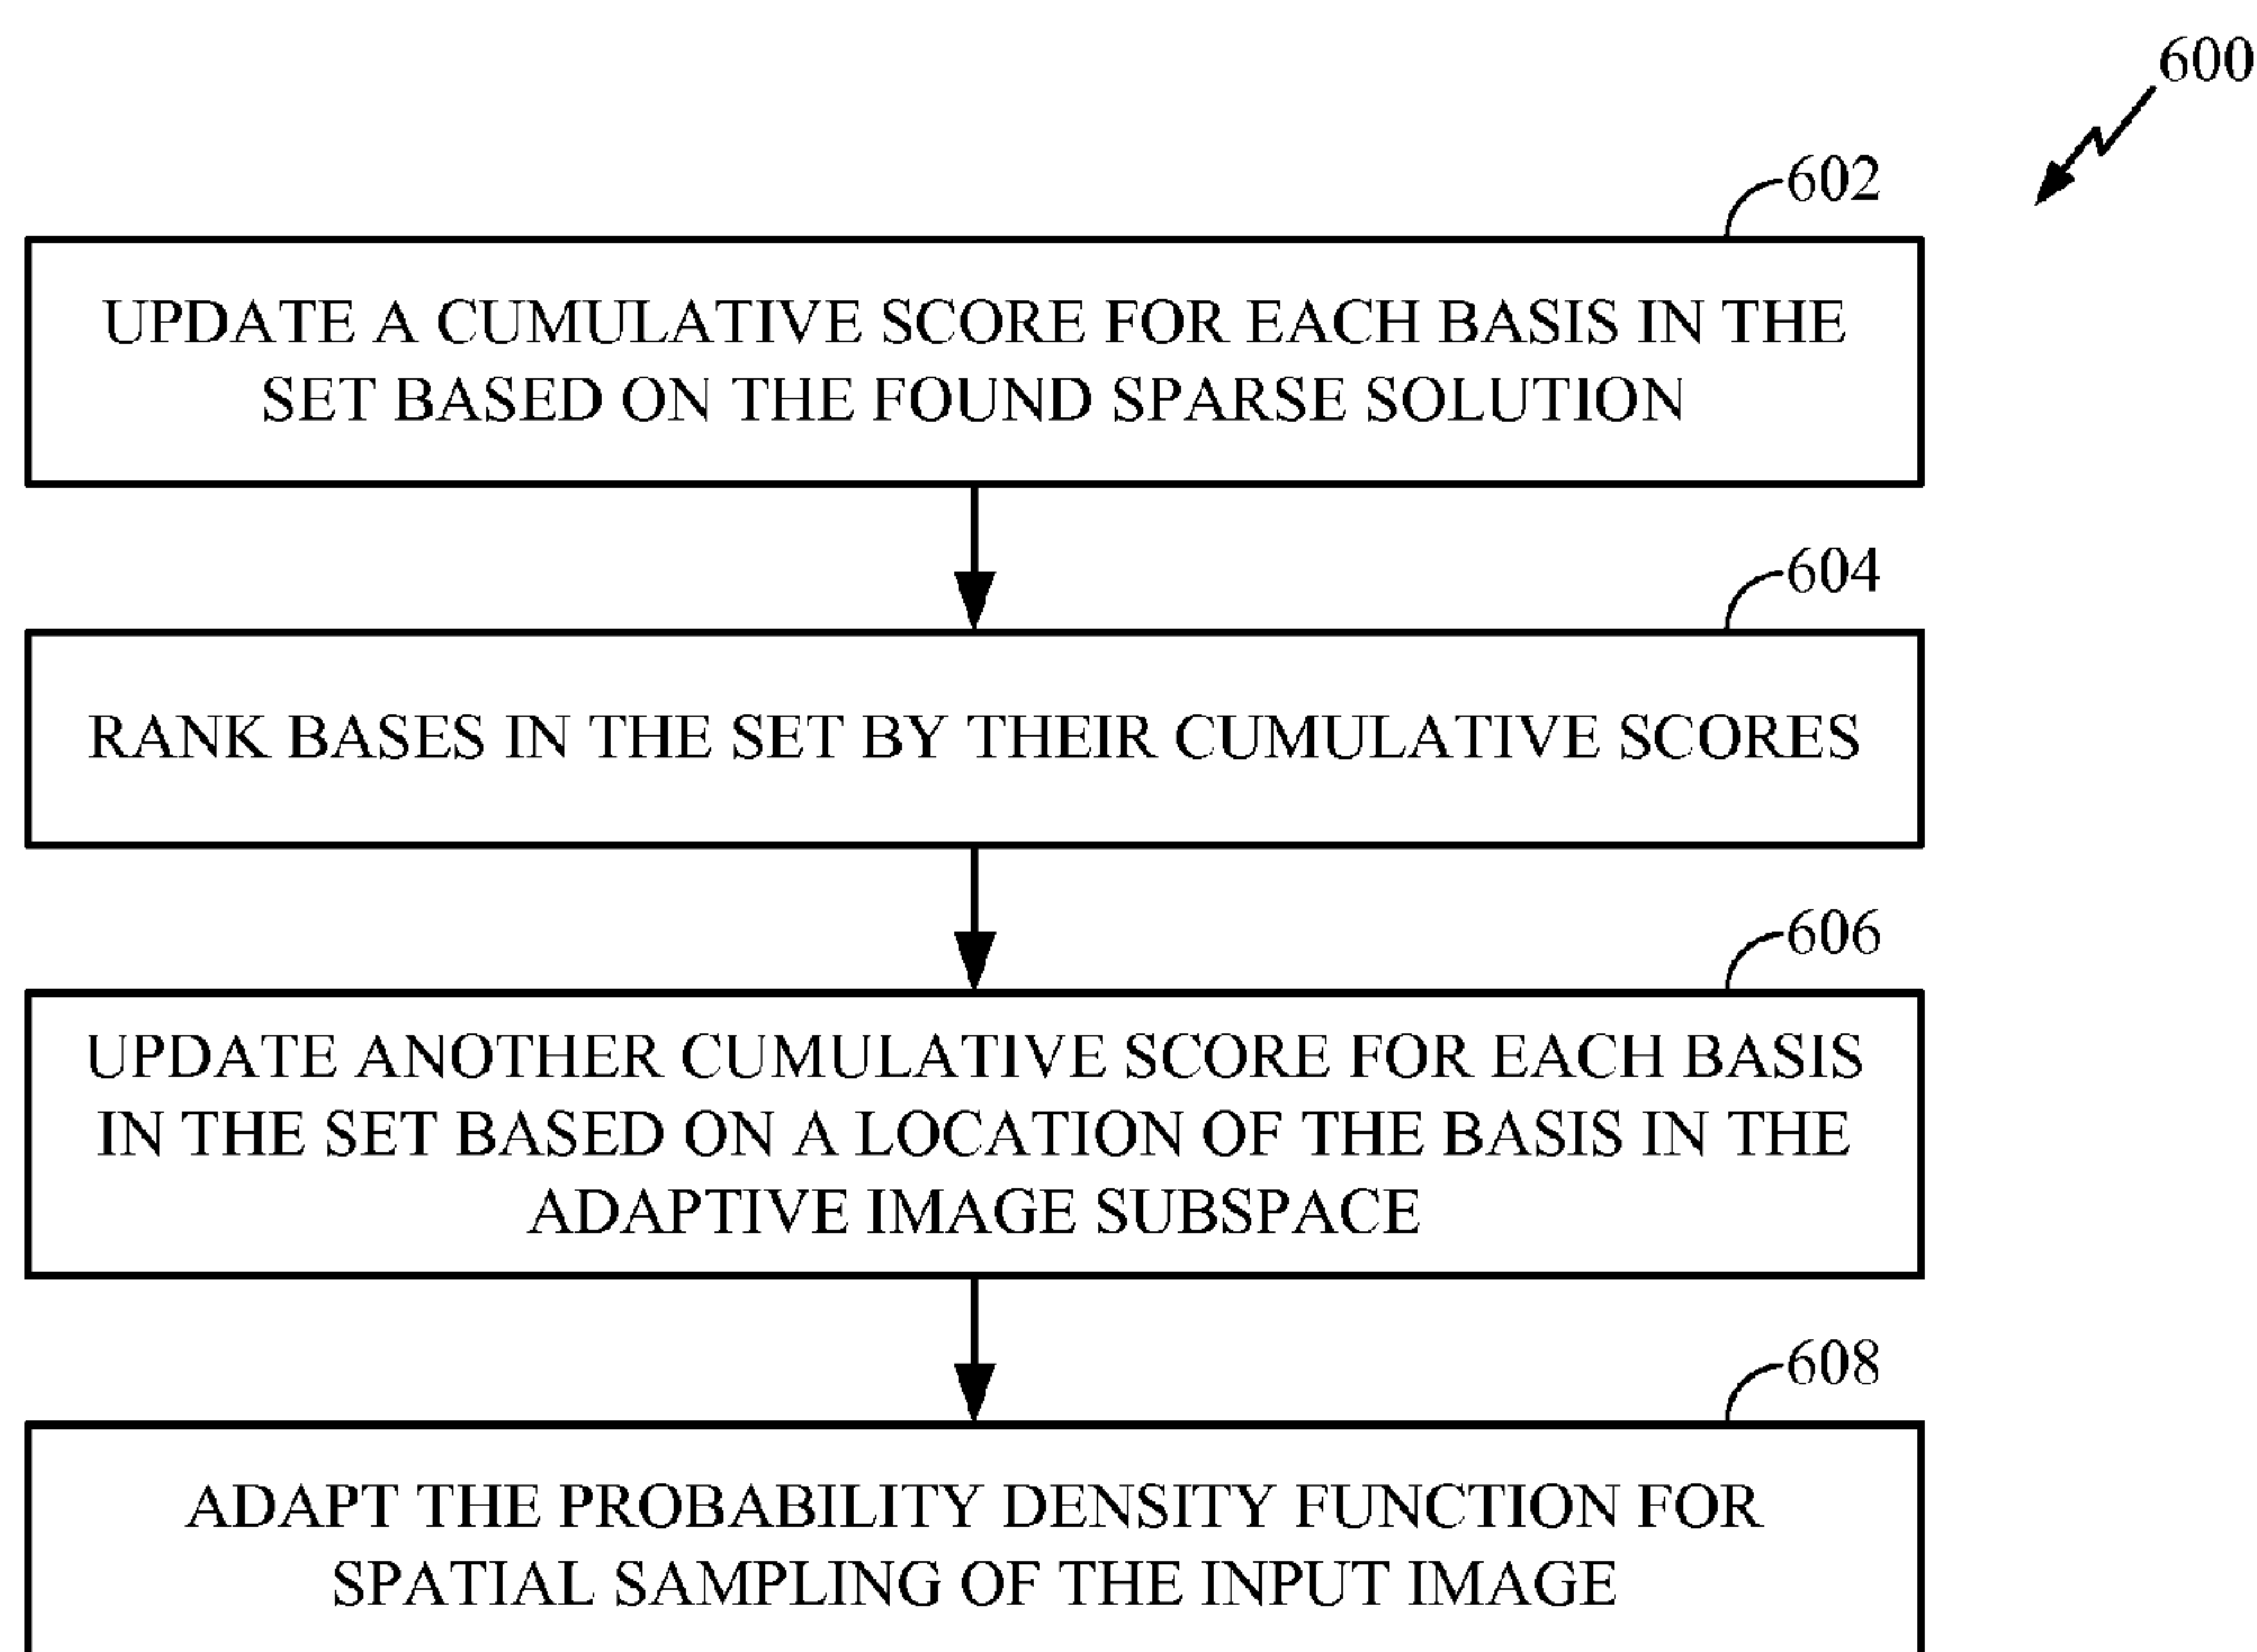 600
602
UPDATE A CUMULATIVE SCORE FOR EACH BASIS IN THE
SET BASED ON THE FOUND SPARSE SOLUTION
604
RANK BASES IN THE SET BY THEIR CUMULATIVE SCORES
606
UPDATE ANOTHER CUMULATIVE SCORE FOR EACH BASIS
IN THE SET BASED ON A LOCATION OF THE BASIS IN THE
ADAPTIVE IMAGE SUBSPACE
608
ADAPT THE PROBABILITY DENSITY FUNCTION FOR
SPATIAL SAMPLING OF THE INPUT IMAGE